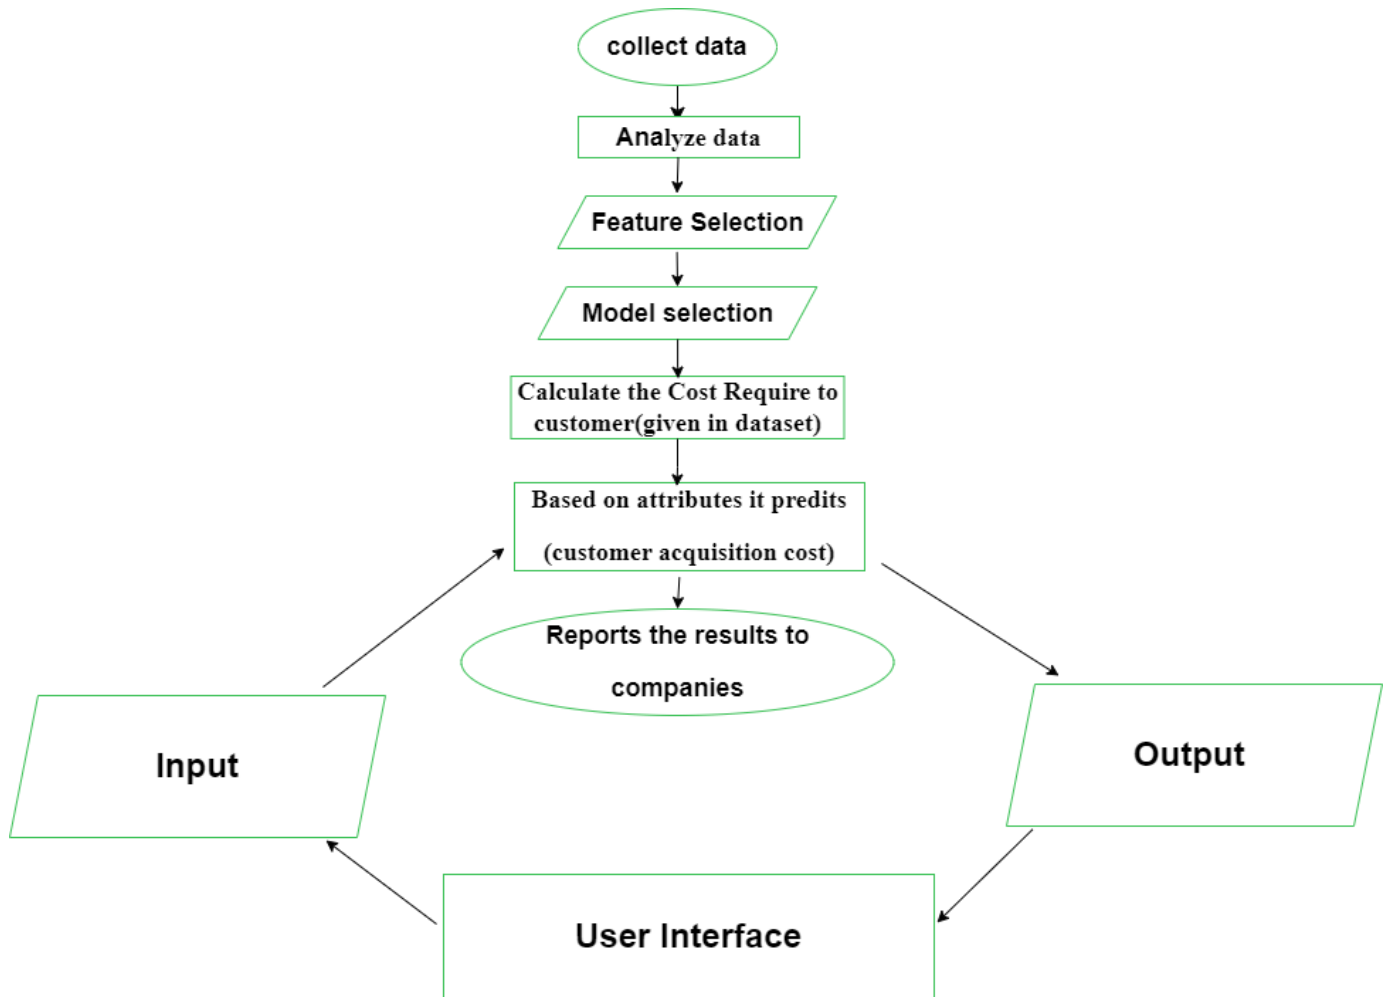 collect data
Analyze data
Feature Selection
Model selection
Calculate the Cost Require to
customer(given in dataset)
Based on attributes it predits
(customer acquisition cost)
Reports the results to
companies
Input
Output
User Interface